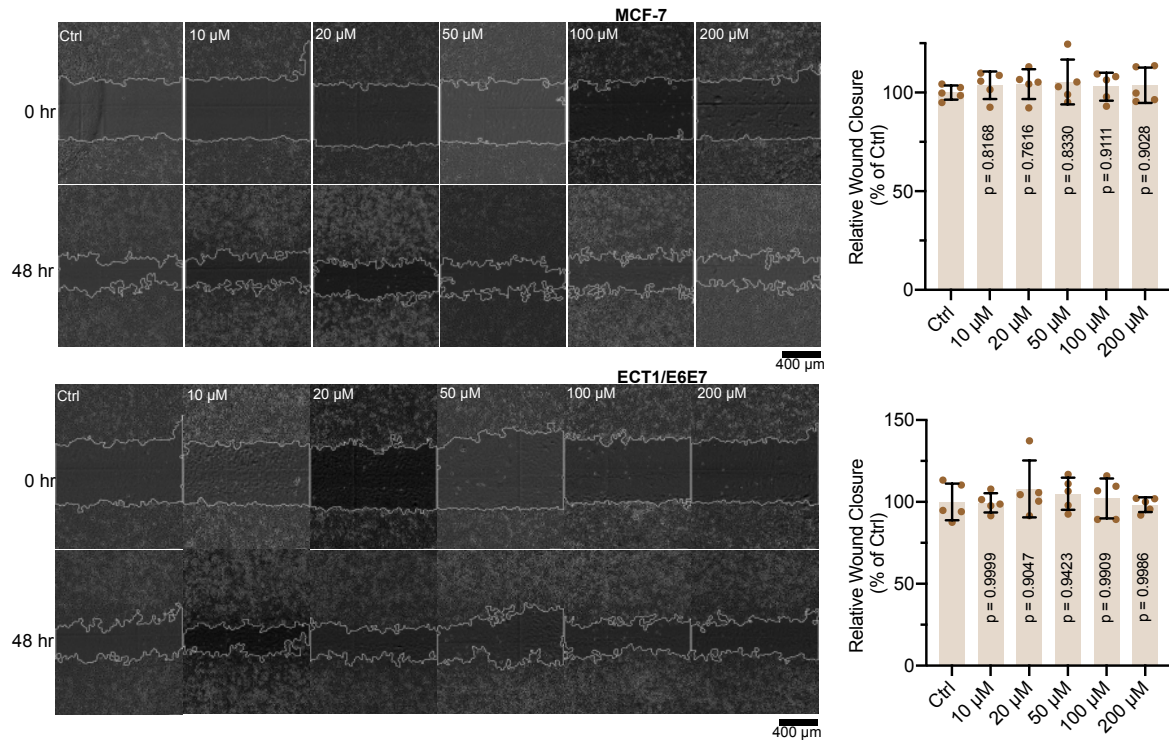 MCF-7
Ctrl 10 µM 20 µM 50 µM 100 µM 200 µM
0 hr
48 hr
400 µm
Relative Wound Closure
(% of Ctrl)
100
50
0
p = 0.8168
p = 0.7616
p = 0.8330
p = 0.9111
p = 0.9028
Ctrl
10 µM
20 µM
50 µM
100 µM
200 µM
ECT1/E6E7
Ctrl 10 µM 20 µM 50 µM 100 µM 200 µM
0 hr
48 hr
400 µm
Relative Wound Closure
(% of Ctrl)
150
100
50
0
p = 0.9999
p = 0.9047
p = 0.9423
p = 0.9909
p = 0.9986
Ctrl
10 µM
20 µM
50 µM
100 µM
200 µM